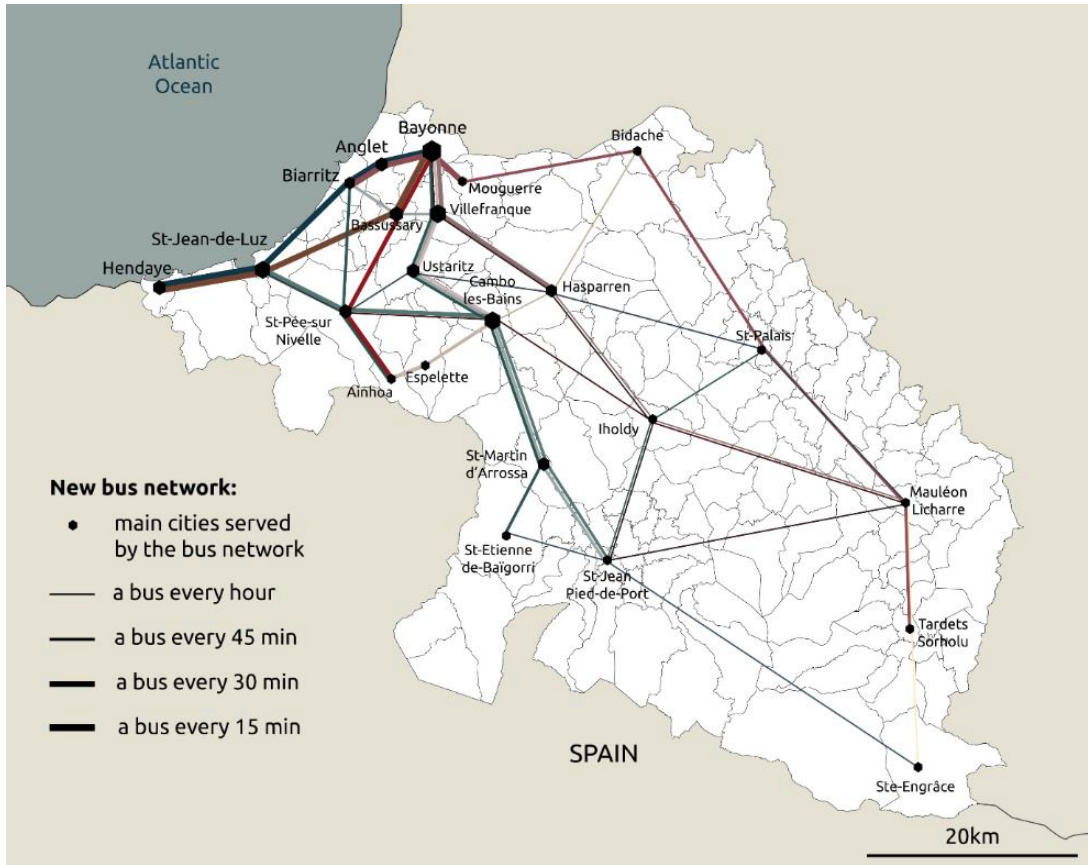 Atlantic
Ocean
Bayonne
Anglet
Biarritz
Bidache
Mouguerre
Villefranque
Bassussary
St-Jean-de-Luz
Hendaye
Ustaritz
Cambo
les-Bains
Hasparren
St-Pée-sur
Nivelle
St-Palais
Ainhoa
Espelette
Iholdy
St-Martin
d'Arrossa
Mauléon
Licharre
St-Etienne
de-Baïgorri
St-Jean
Pied-de-Port
Tardets
Sorholu
Ste-Engrâce
SPAIN
New bus network:
main cities served
by the bus network
a bus every hour
a bus every 45 min
a bus every 30 min
a bus every 15 min
20km